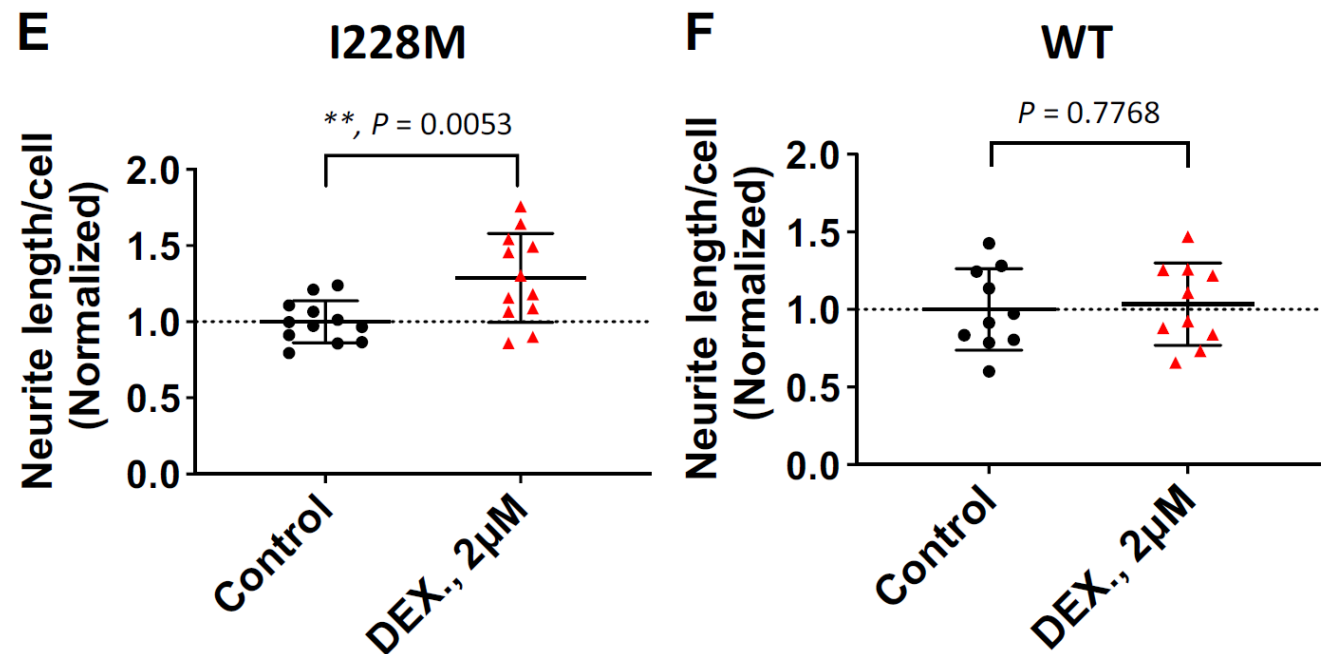 E
I228M
**, P = 0.0053
Neurite length/cell
(Normalized)
2.0
1.5
1.0
0.5
0.0
Control
DEX., 2µM
F
WT
P = 0.7768
Neurite length/cell
(Normalized)
2.0
1.5
1.0
0.5
0.0
Control
DEX., 2µM